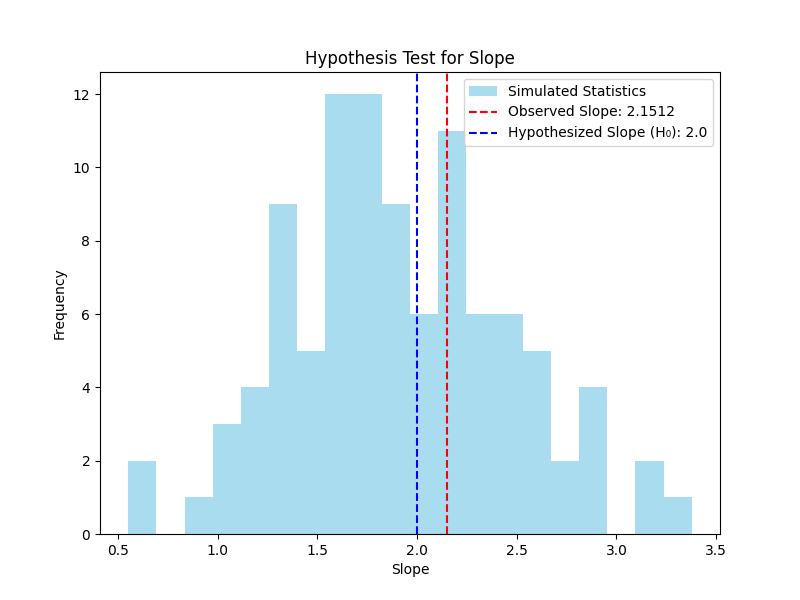 Hypothesis Test for Slope
Simulated Statistics
Observed Slope: 2.1512
Hypothesized Slope (H₀): 2.0
Frequency
12
10
8
6
4
2
0
0.5 1.0 1.5 2.0 2.5 3.0 3.5
Slope